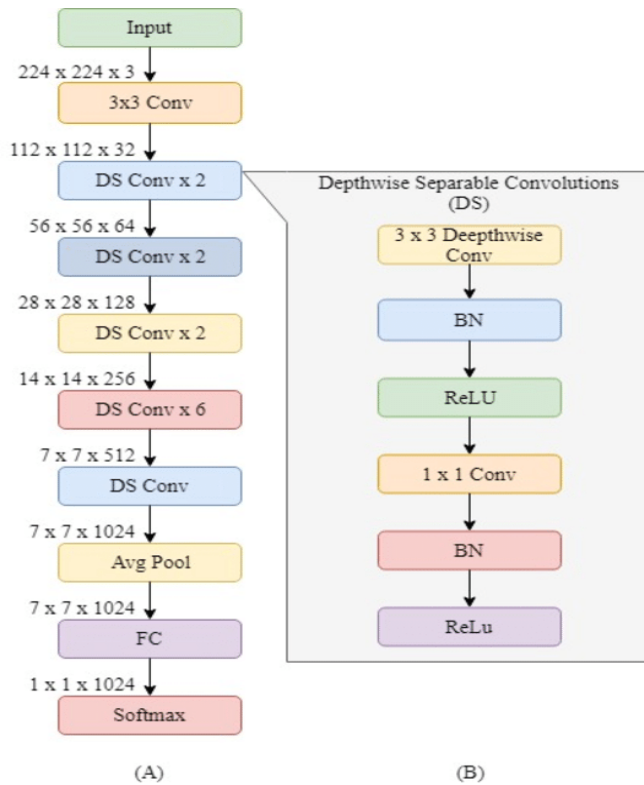 Input
224 x 224 x 3
3x3 Conv
112 x 112 x 32
DS Conv x 2
56 x 56 x 64
DS Conv x 2
28 x 28 x 128
DS Conv x 2
14 x 14 x 256
DS Conv x 6
7 x 7 x 512
DS Conv
7 x 7 x 1024
Avg Pool
7 x 7 x 1024
FC
1 x 1 x 1024
Softmax
(A)
Depthwise Separable Convolutions
(DS)
3 x 3 Deepthwise
Conv
BN
ReLU
1 x 1 Conv
BN
ReLu
(B)